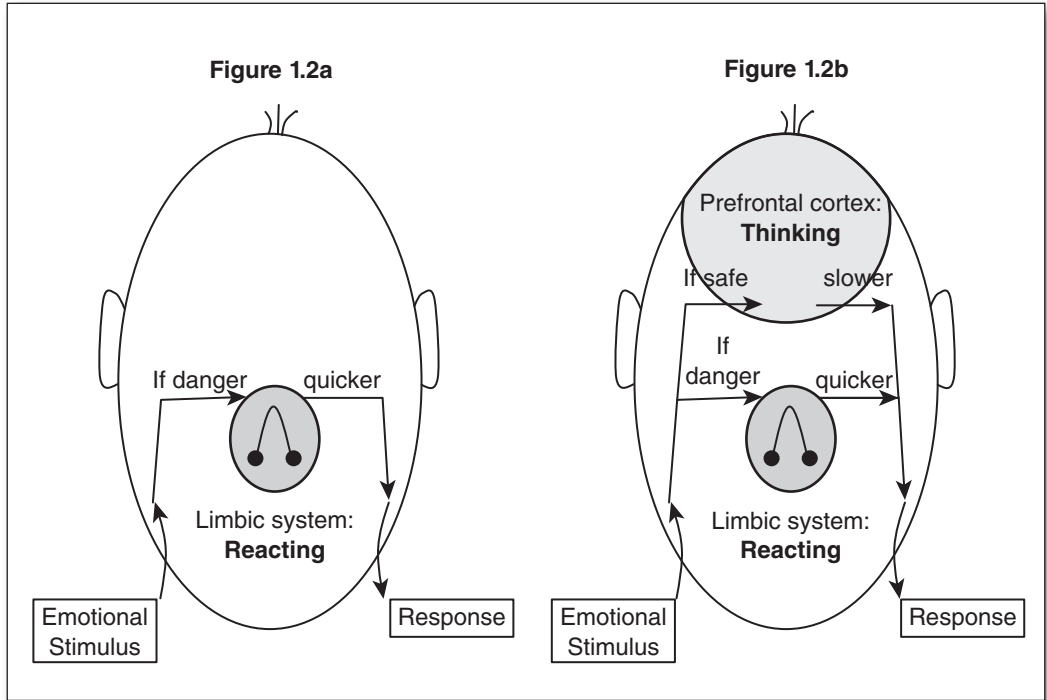 Figure 1.2a
If danger
quicker
Limbic system:
Reacting
Emotional
Stimulus
Response
Figure 1.2b
Prefrontal cortex:
Thinking
If safe
slower
If
danger
quicker
Limbic system:
Reacting
Emotional
Stimulus
Response